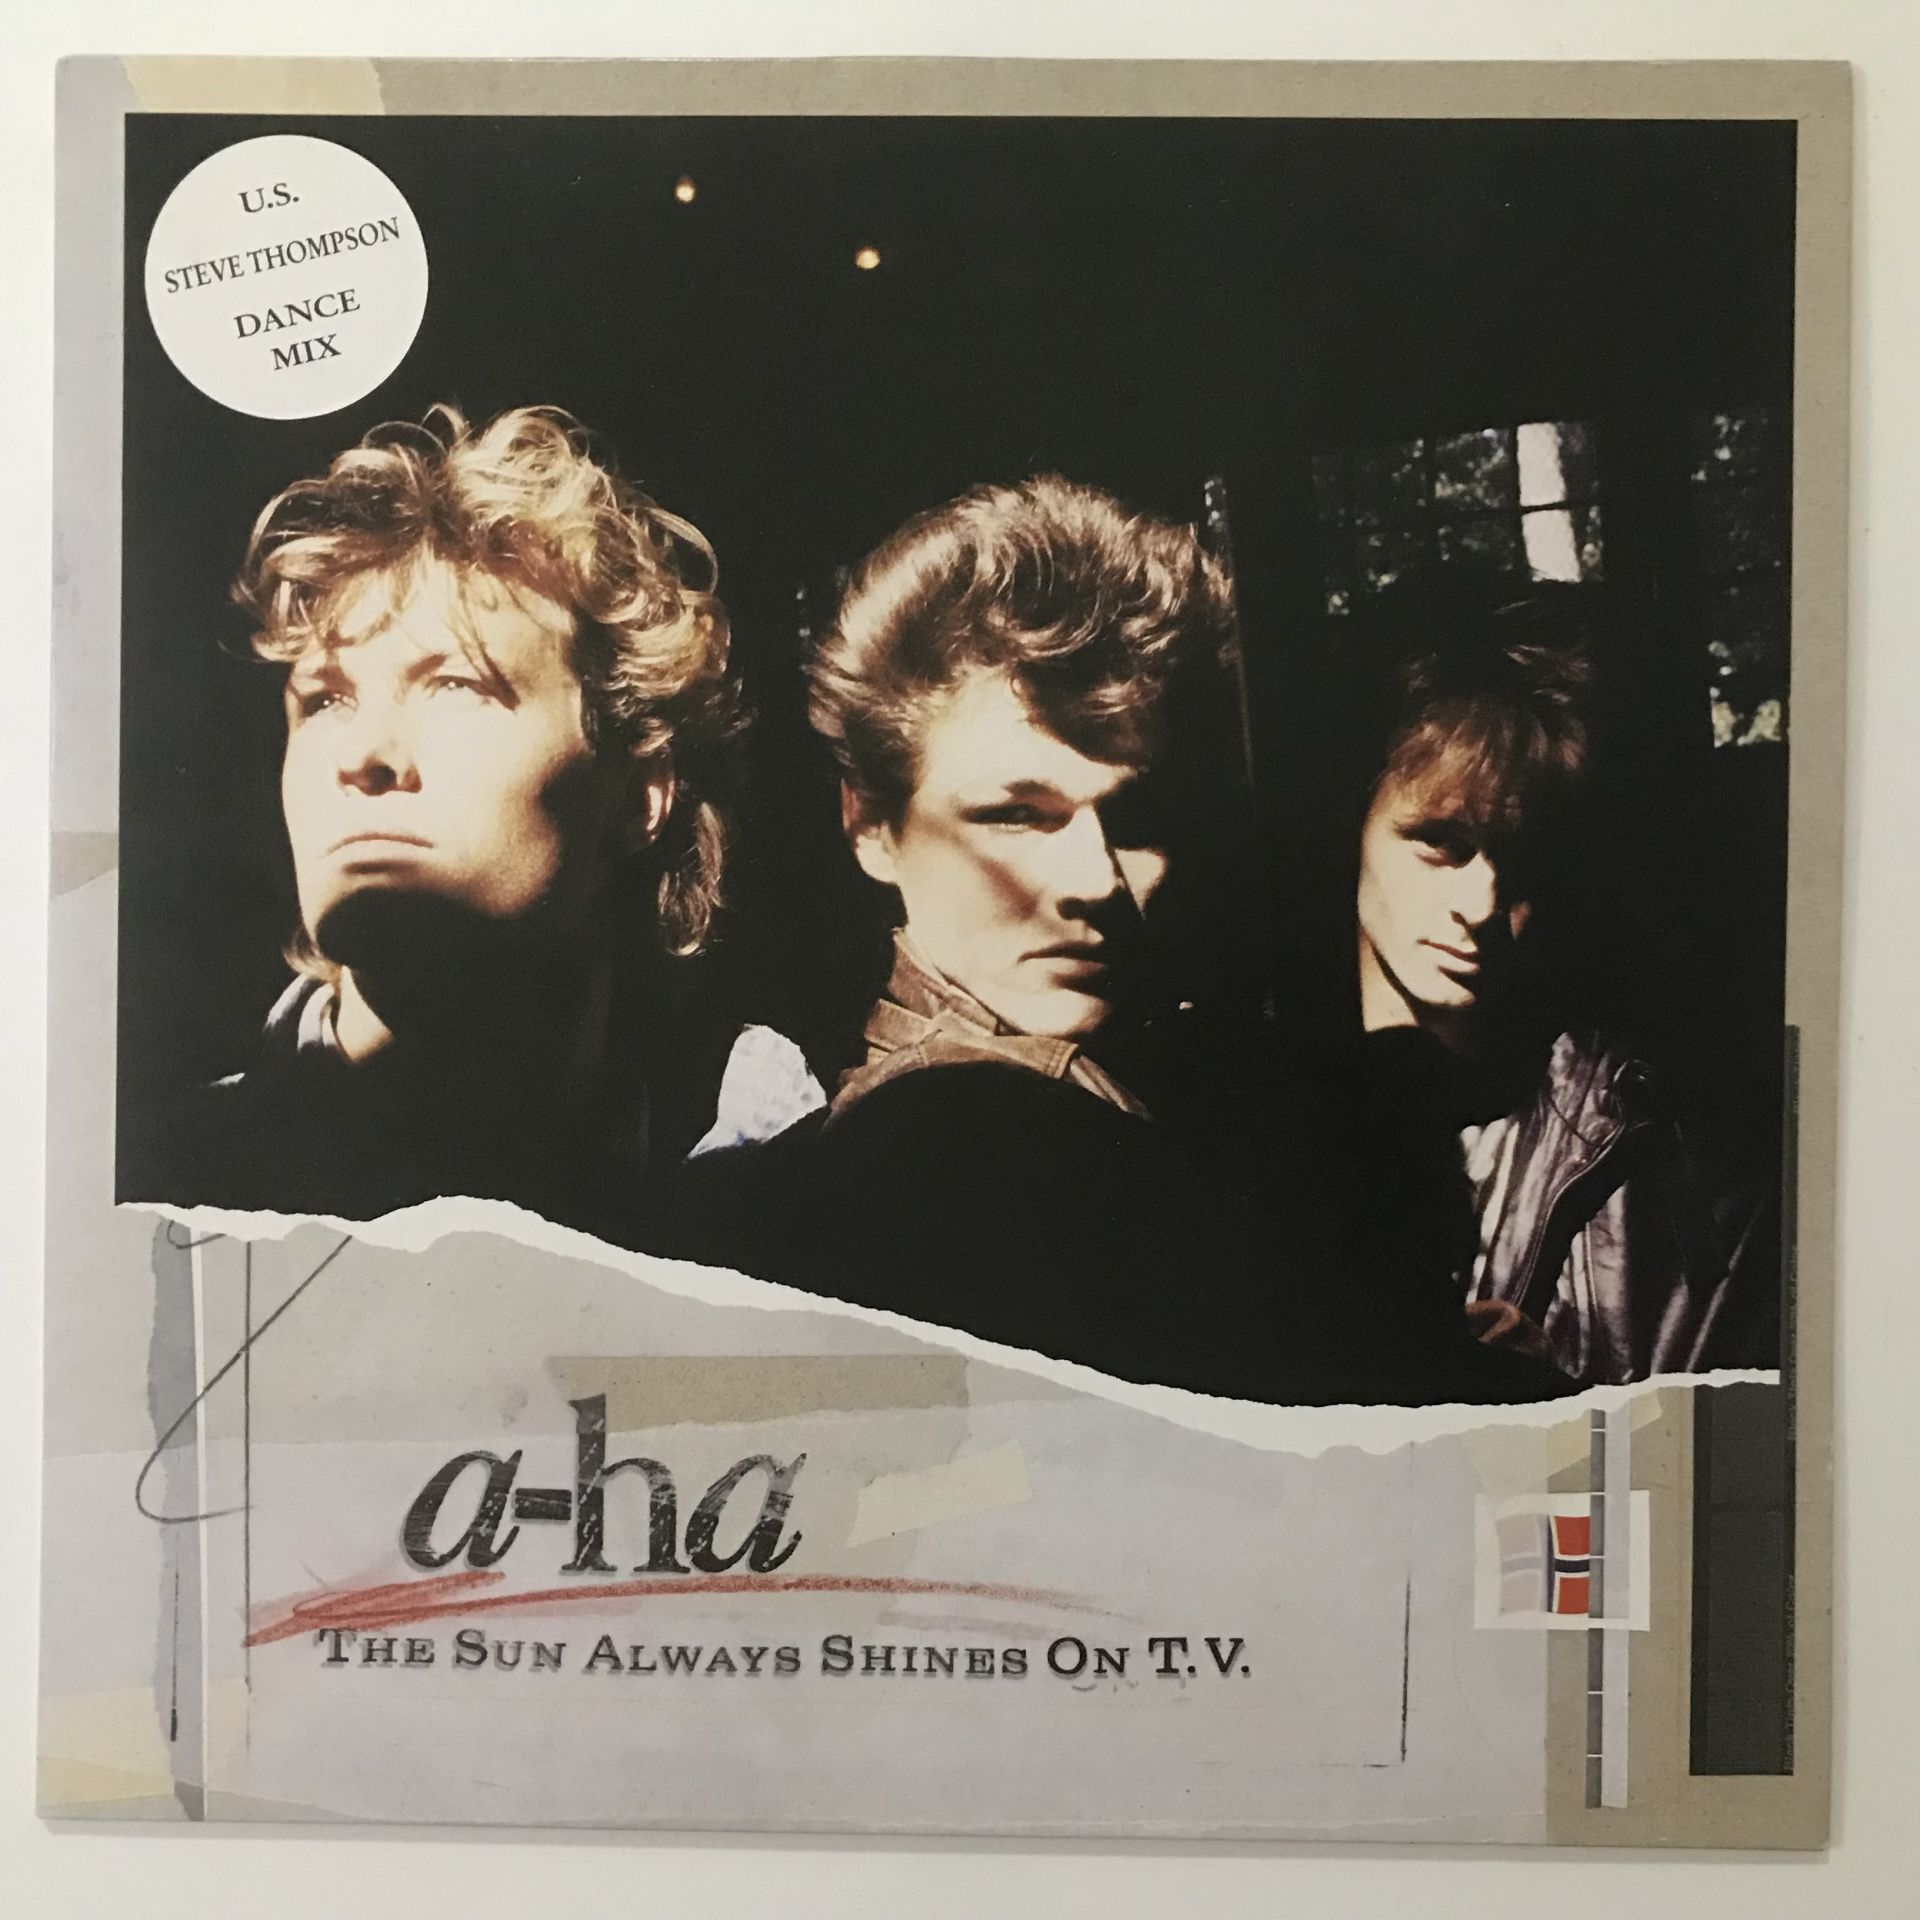 U.S.
STEVE THOMPSON
DANCE
MIX
a-ha
THE SUN ALWAYS SHINES ON T.V.